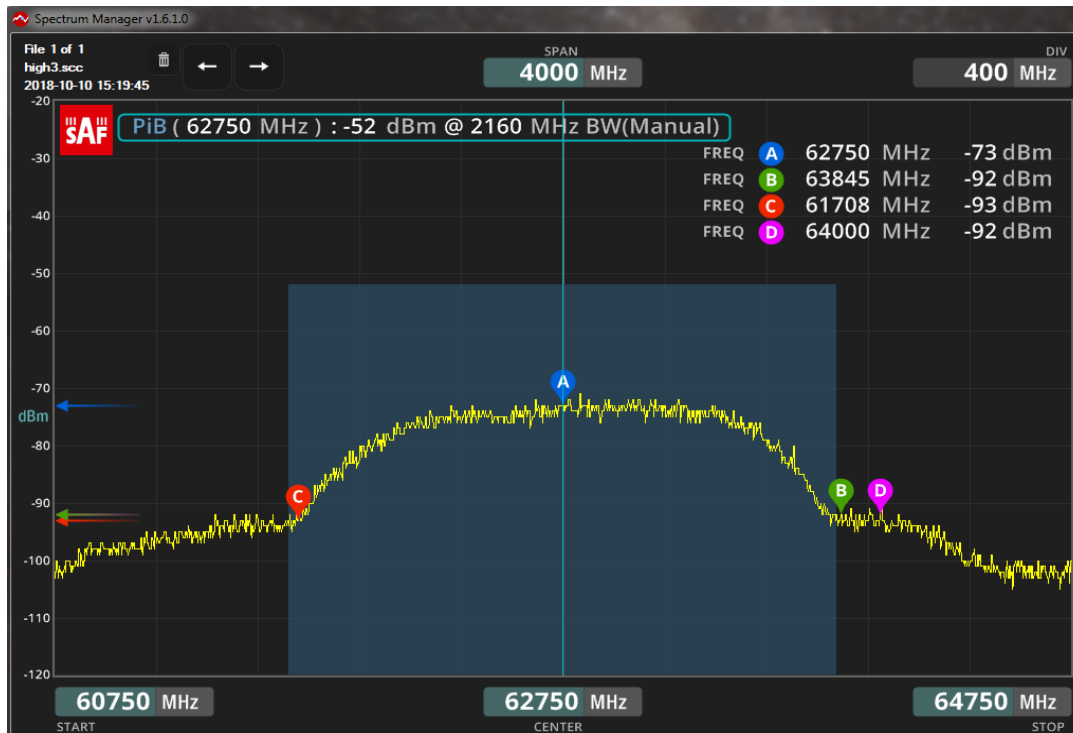 Spectrum Manager v1.6.1.0
File 1 of 1
high3.scc
2018-10-10 15:19:45
SPAN
4000 MHz
DIV
400 MHz
SAF
PiB ( 62750 MHz ) : -52 dBm @ 2160 MHz BW(Manual)
FREQ A 62750 MHz -73 dBm
FREQ B 63845 MHz -92 dBm
FREQ C 61708 MHz -93 dBm
FREQ D 64000 MHz -92 dBm
-20
-30
-40
-50
-60
-70
dBm
-80
-90
-100
-110
-120
A
C
B
D
60750 MHz
START
62750 MHz
CENTER
64750 MHz
STOP